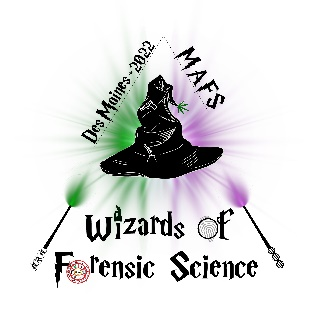 Des Moines - 2022
MAFS
Wizards Of
Forensic Science